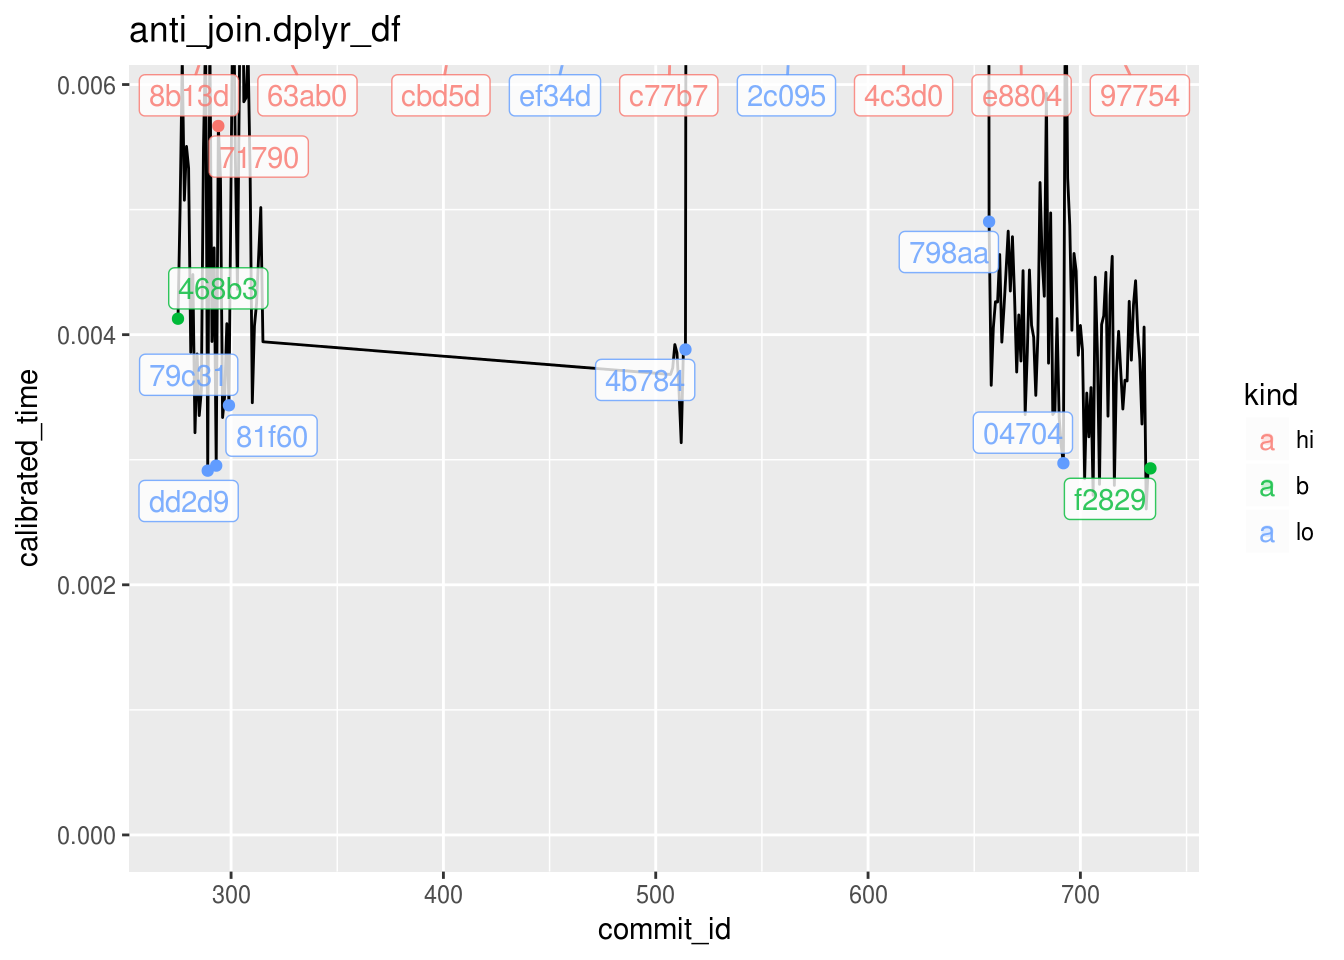 anti_join.dplyr_df
0.006
8b13d
63ab0
cbd5d
ef34d
c77b7
2c095
4c3d0
e8804
97754
71790
798aa
468b3
0.004
79c31
4b784
kind
81f60
04704
a hi
dd2d9
f2829
a b
a lo
calibrated_time
0.002
0.000
300
400
500
600
700
commit_id